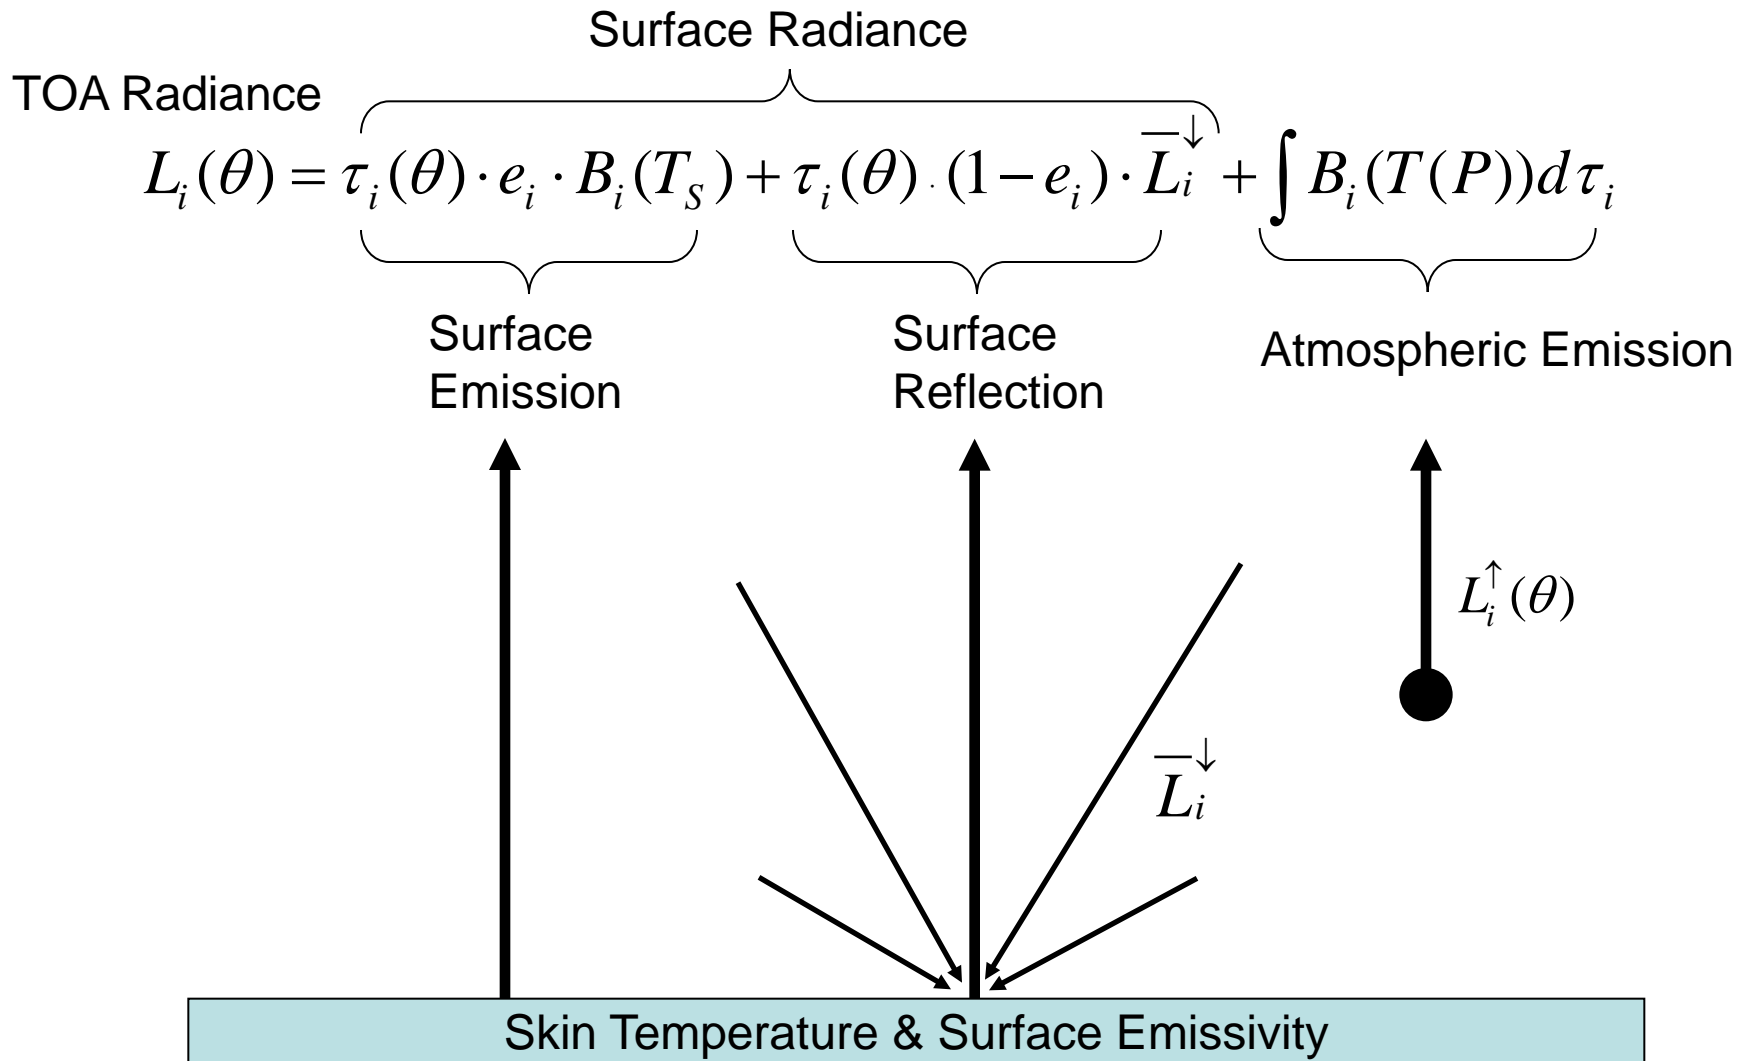 Surface Radiance
TOA Radiance
L_i(θ) = τ_i(θ) · e_i · B_i(T_S) + τ_i(θ) · (1 − e_i) · L̅_i^↓ + ∫ B_i(T(P)) dτ_i
Surface
Emission
Surface
Reflection
Atmospheric Emission
L_i^↑(θ)
L̅_i^↓
Skin Temperature & Surface Emissivity